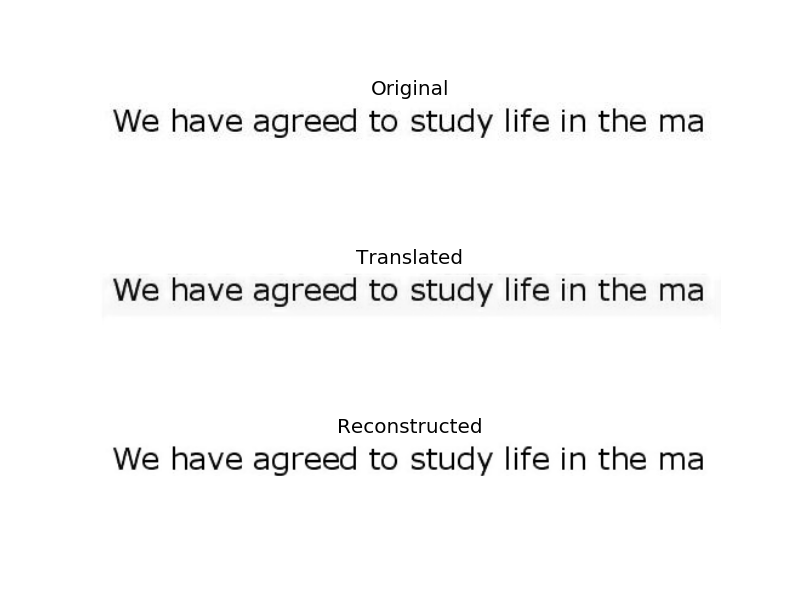 Original
We have agreed to study life in the ma
Translated
We have agreed to study life in the ma
Reconstructed
We have agreed to study life in the ma